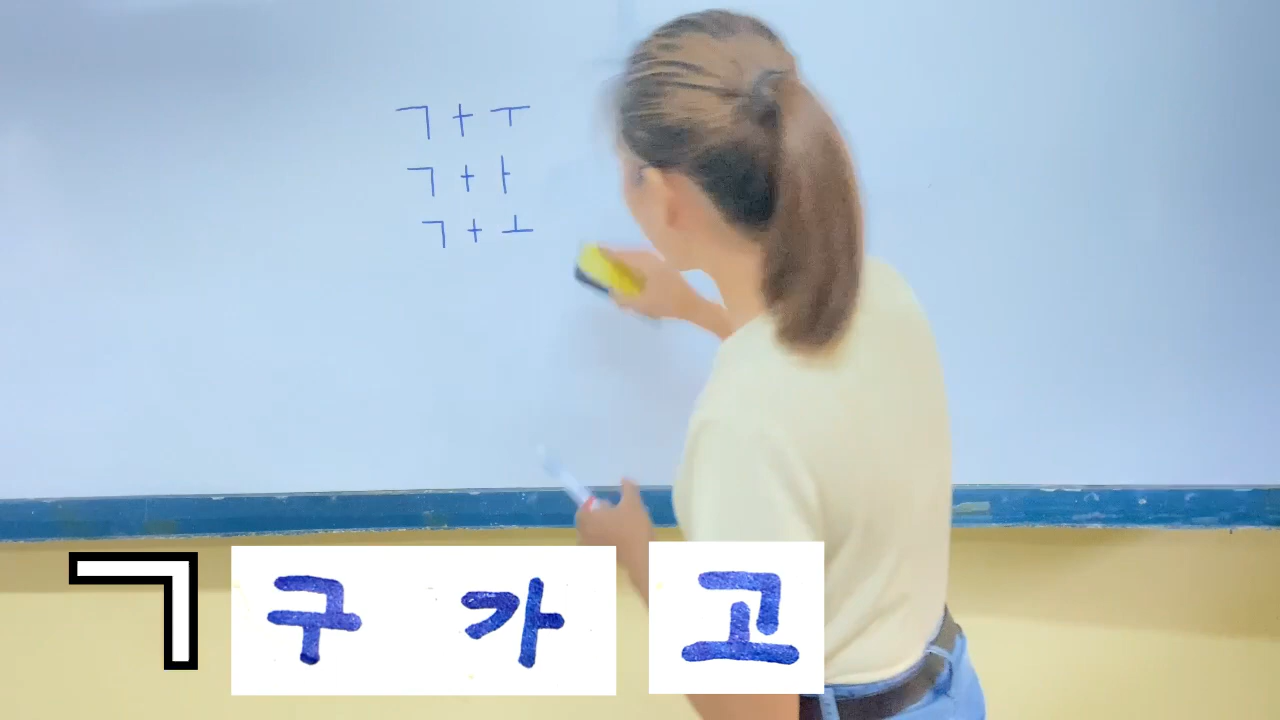 ㄱ + ㅜ
ㄱ + ㅏ
ㄱ + ㅗ
ㄱ 구 가 고